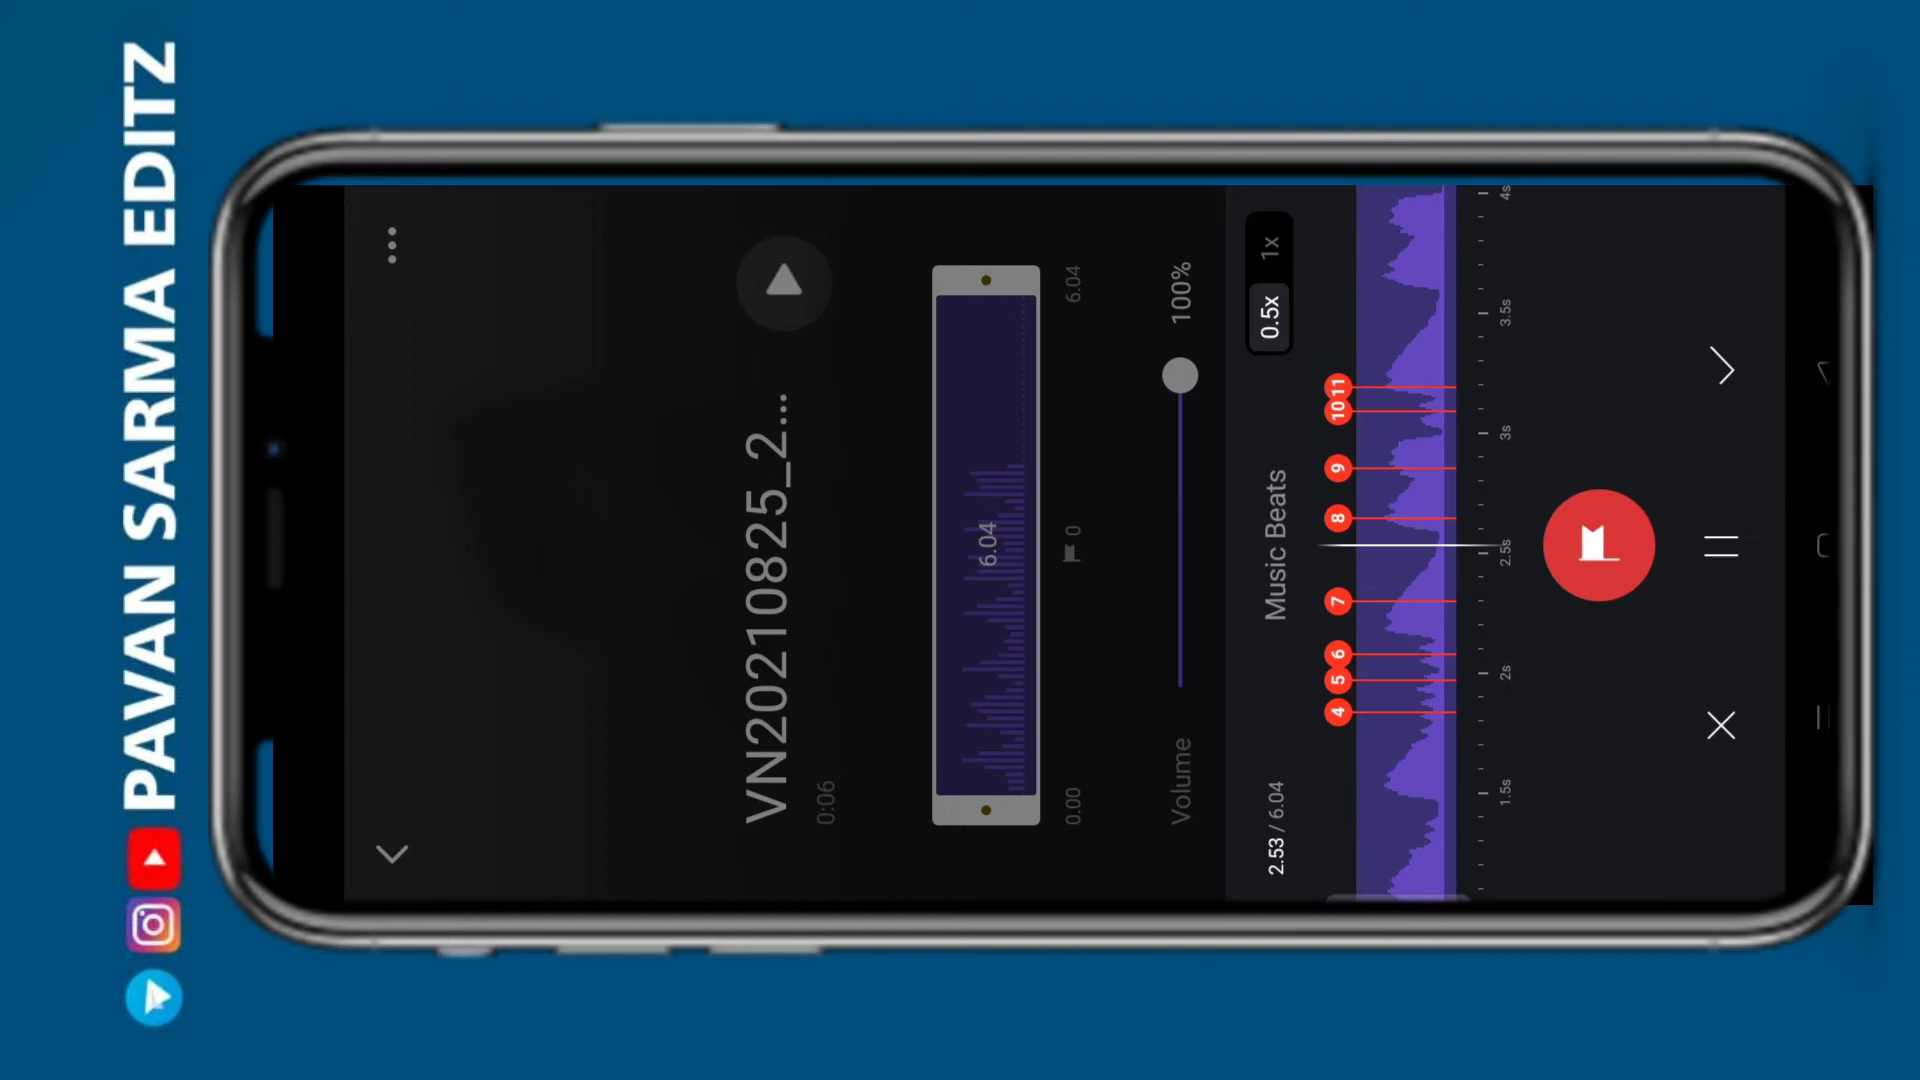 PAVAN SARMA EDITZ
VN20210825_2...
0:06
6.04
0.00
0
6.04
Volume
100%
2.53 / 6.04
Music Beats
0.5x
1x
4
5
6
7
8
9
10
11
1.5s
2s
2.5s
3s
3.5s
4s